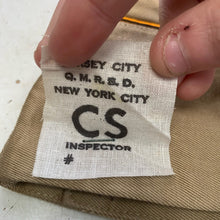 JERSEY CITY
Q. M. R. & D.
NEW YORK CITY
CS
INSPECTOR
#